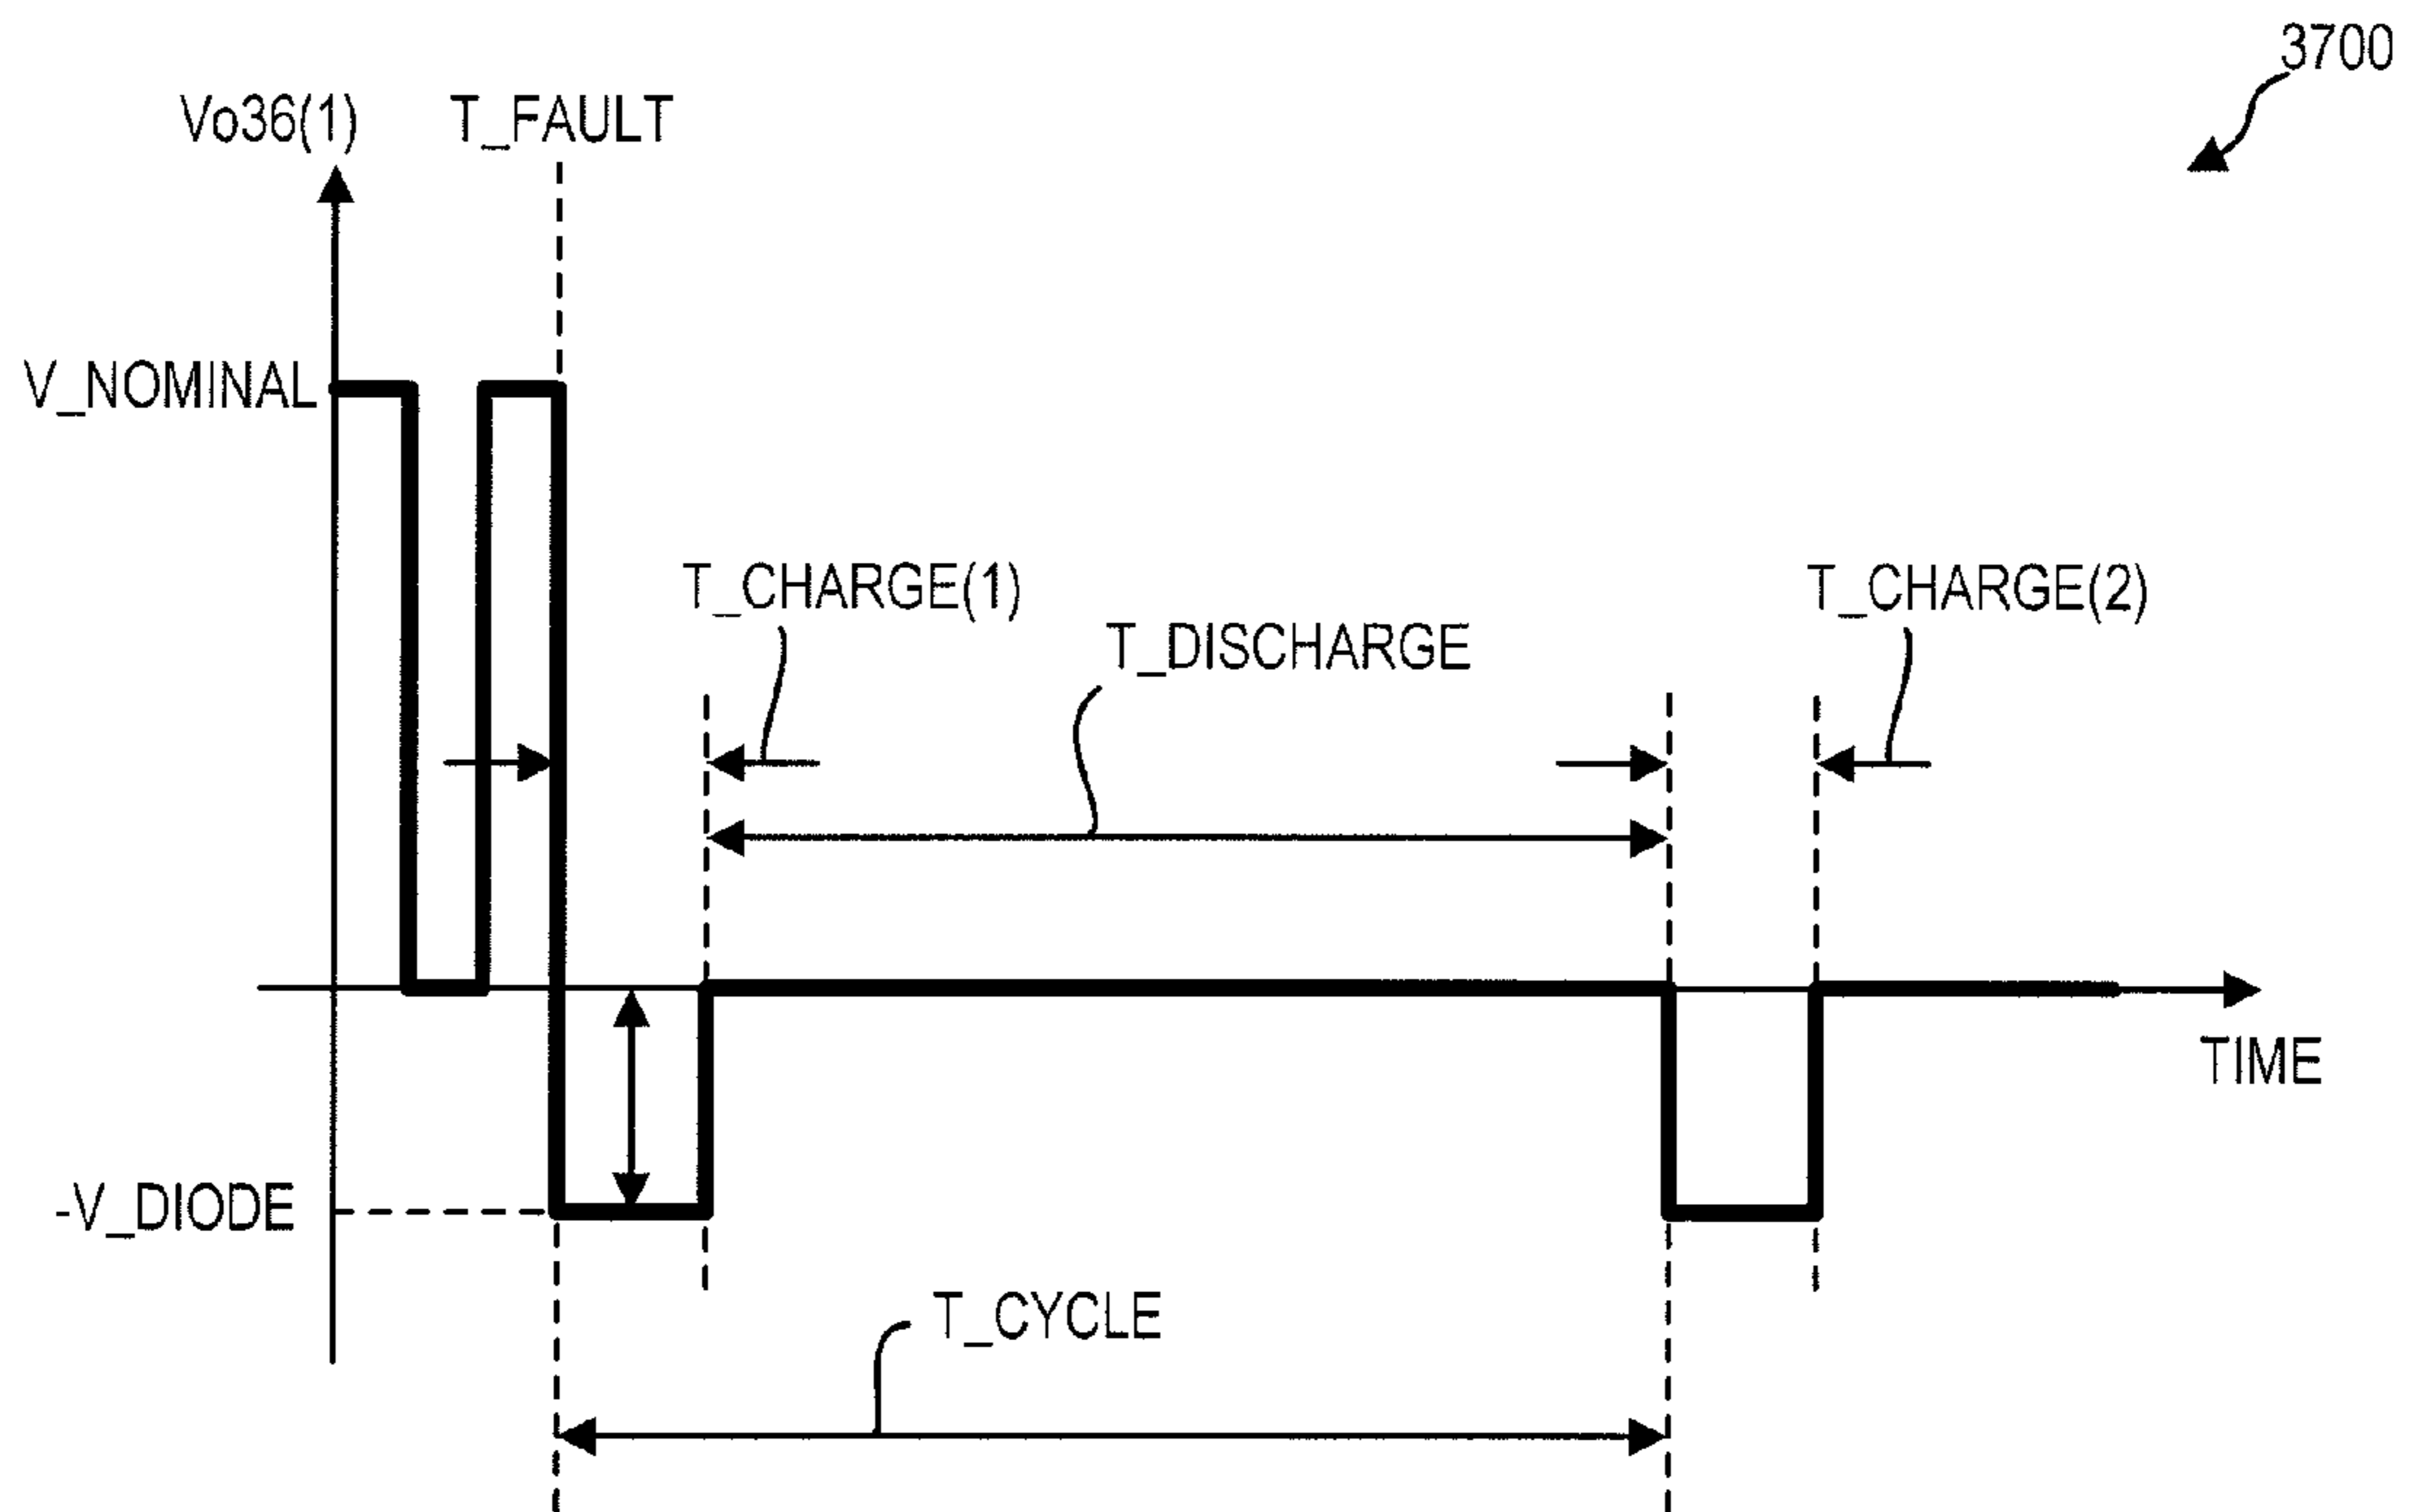 3700
Vo36(1)
T_FAULT
V_NOMINAL
T_CHARGE(1)
T_CHARGE(2)
T_DISCHARGE
TIME
-V_DIODE
T_CYCLE